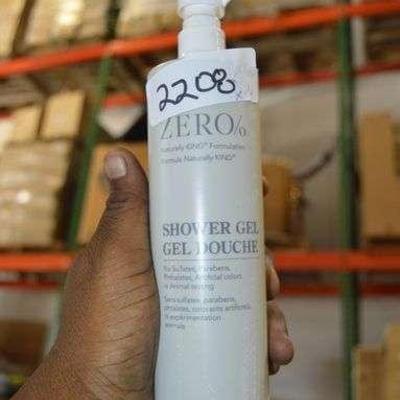 2208
ZERO%
Naturally KIND® Formulation
Formule Naturally KIND®
SHOWER GEL
GEL DOUCHE
No Sulfates, Parabens,
Phthalates, Artificial colors
or Animal testing
Sans sulfates, parabens,
phtalates, colorants artificiels
ni expérimentation
animale